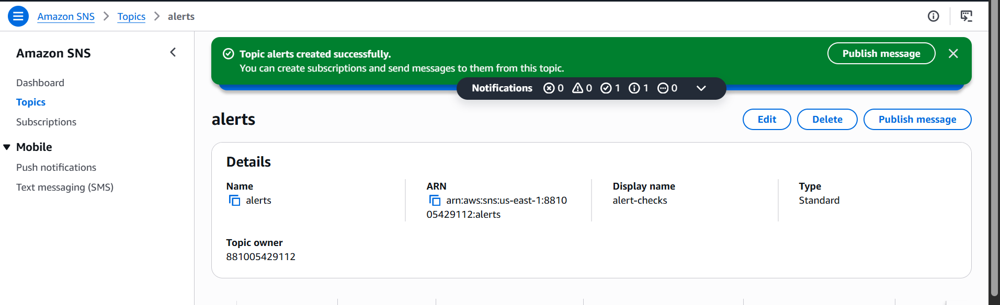 Amazon SNS > Topics > alerts
Amazon SNS
Dashboard
Topics
Subscriptions
Mobile
Push notifications
Text messaging (SMS)
Topic alerts created successfully.
You can create subscriptions and send messages to them from this topic.
Publish message
Notifications 0 0 1 1 0
alerts
Edit
Delete
Publish message
Details
Name
alerts
ARN
arn:aws:sns:us-east-1:8810
05429112:alerts
Display name
alert-checks
Type
Standard
Topic owner
881005429112